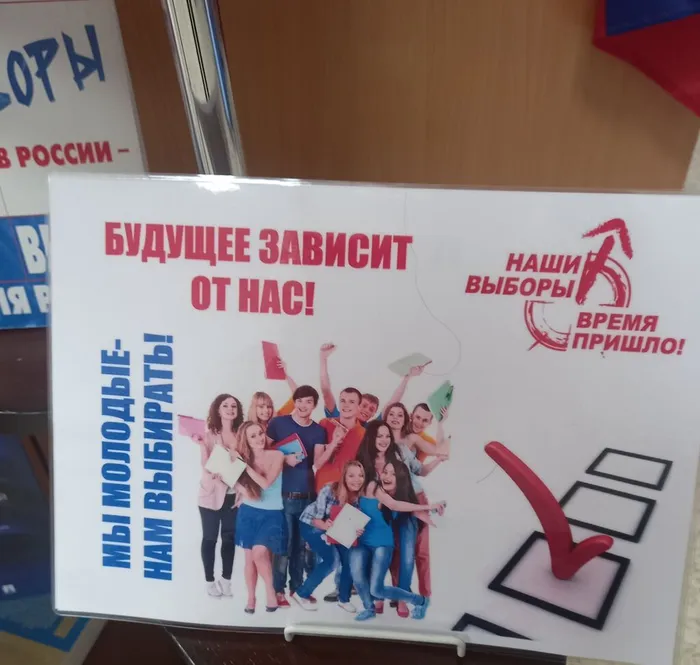 ОРЫ
В РОССИИ –
БУДУЩЕЕ ЗАВИСИТ
ОТ НАС!
НАШИ
ВЫБОРЫ
ВРЕМЯ
ПРИШЛО!
МЫ МОЛОДЫЕ-
НАМ ВЫБИРАТЬ!